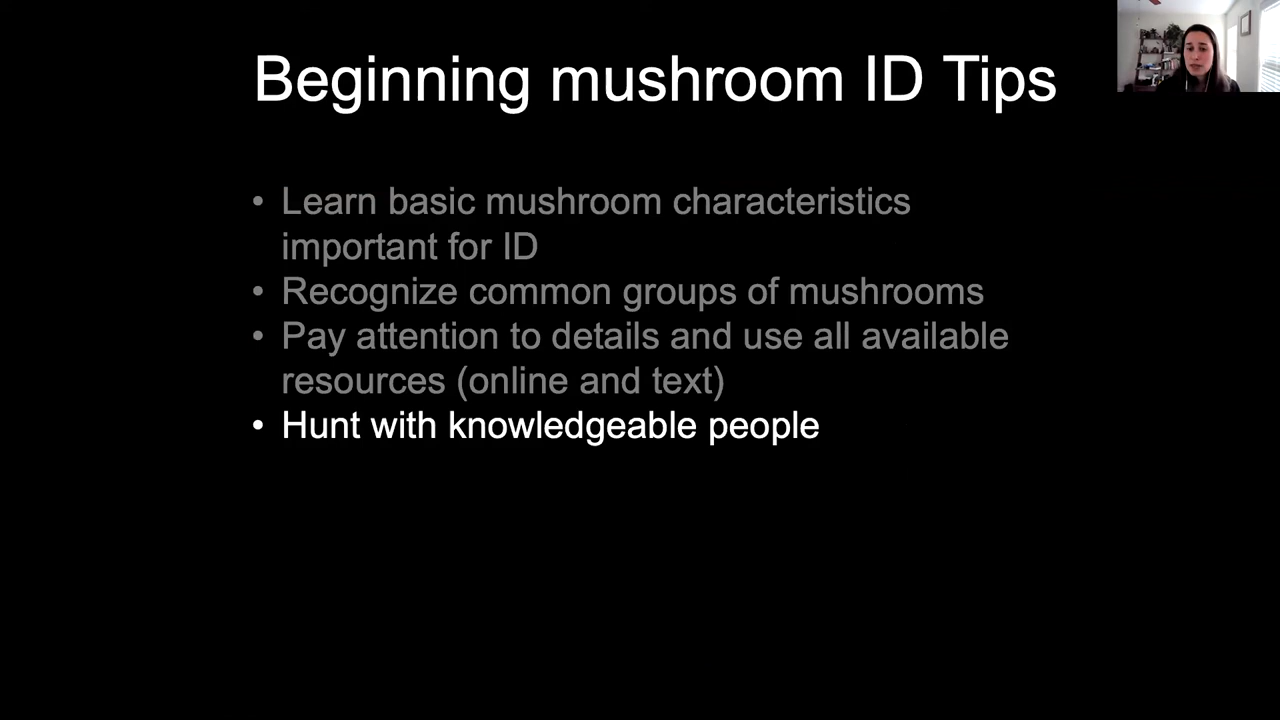 Beginning mushroom ID Tips
• Learn basic mushroom characteristics
important for ID
• Recognize common groups of mushrooms
• Pay attention to details and use all available
resources (online and text)
• Hunt with knowledgeable people